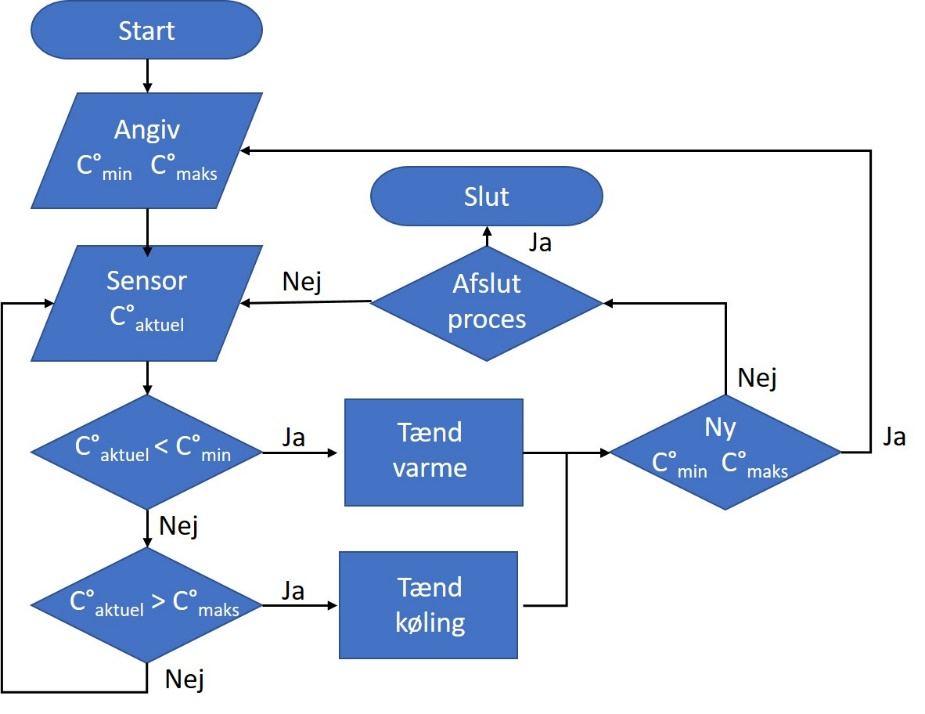 Start
Angiv
C°min C°maks
Slut
Ja
Sensor
C°aktuel
Nej
Afslut
proces
Nej
C°aktuel < C°min
Ja
Tænd
varme
Ny
C°min C°maks
Ja
Nej
C°aktuel > C°maks
Ja
Tænd
køling
Nej